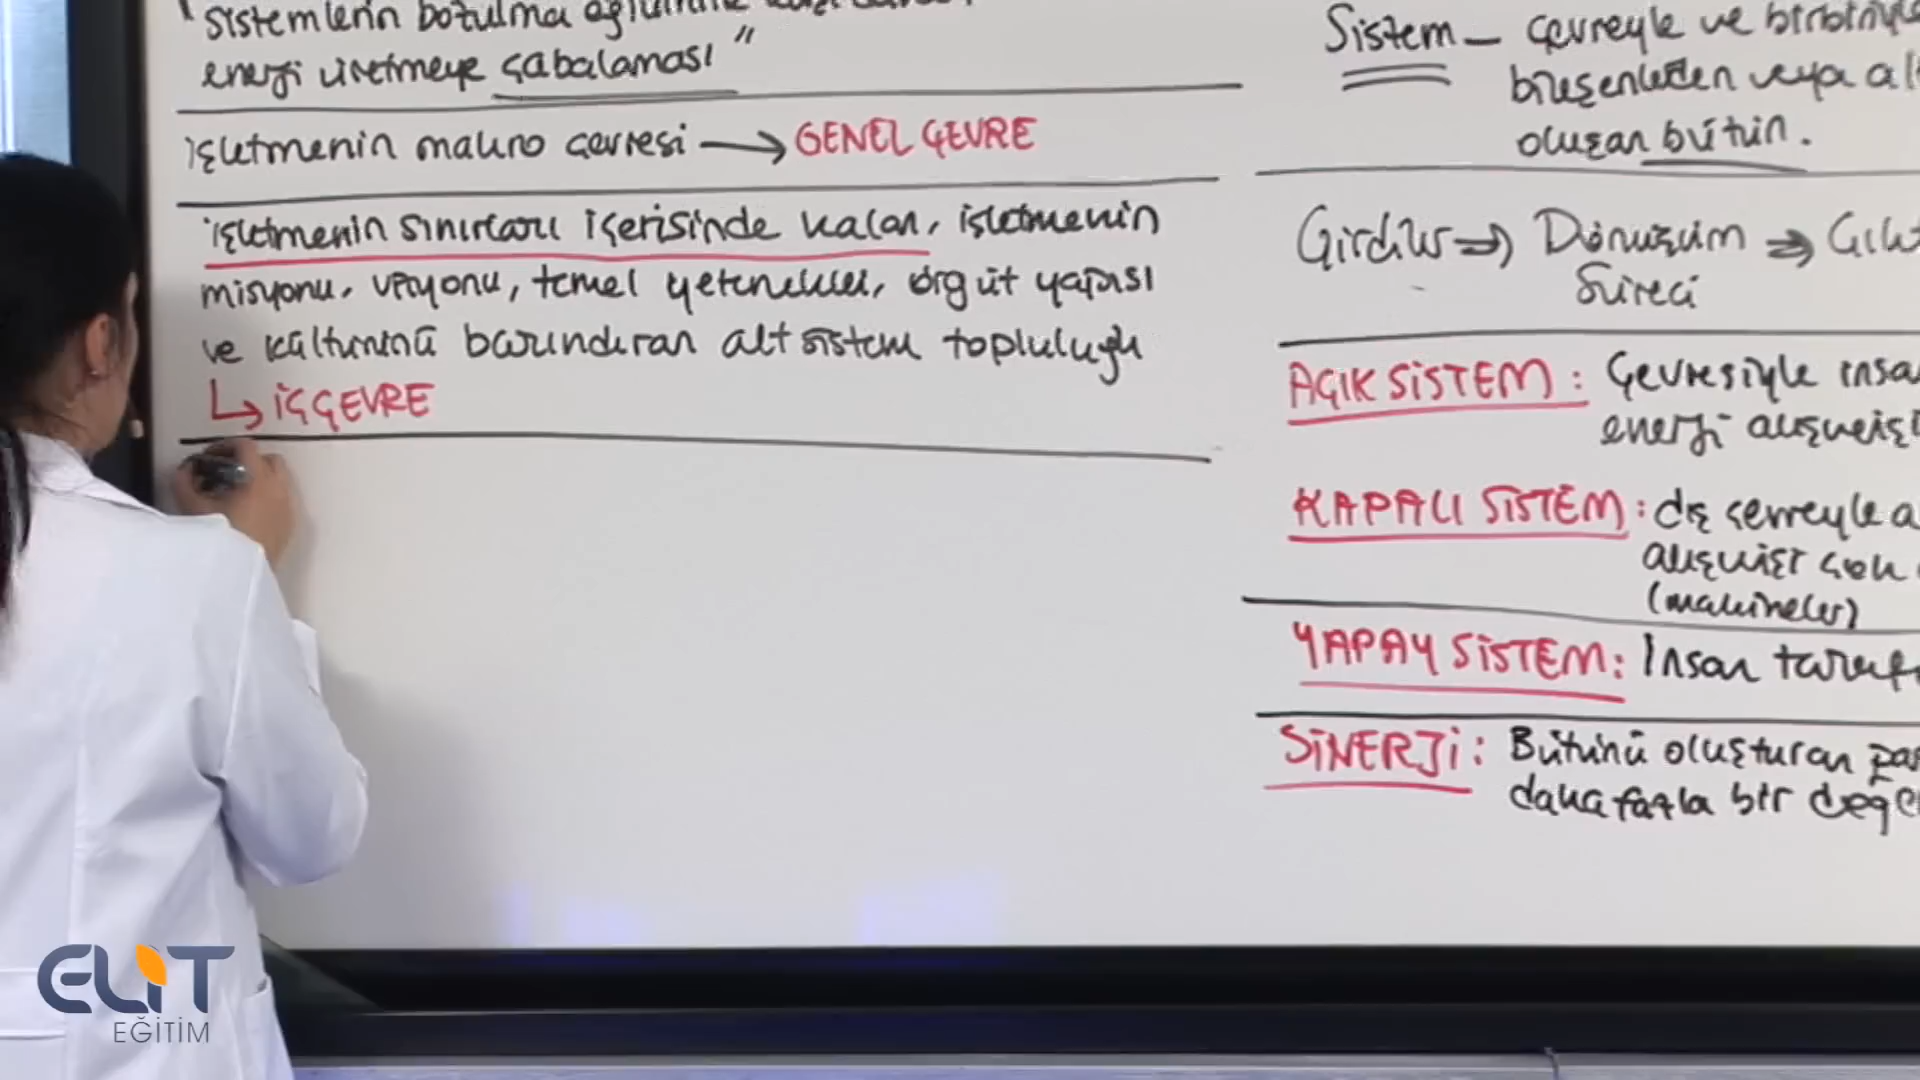 "sistemlerin bozulma eğilimine
enerji üretmeye çabalaması"
işletmenin makro çevresi → GENEL ÇEVRE
işletmenin sınırları içerisinde kalan, işletmenin
misyonu, vizyonu, temel yetenekleri, örgüt yapısı
ve kültürünü barındıran alt sistem topluluğu
↳ İÇ ÇEVRE
Sistem – çevreyle ve birbiriyle
bileşenlerden veya al
oluşan bütün.
Girdiler ⇒ Dönüşüm ⇒ Çıkt
Süreci
AÇIK SİSTEM: Çevresiyle insa
enerji alışverişi
KAPALI SİSTEM: dış çevreyle a
alışveriş çok
(makineler)
YAPAY SİSTEM: İnsan taraf
SİNERJİ: Bütünü oluşturan par
daha fazla bir değe
ELİT
EĞİTİM